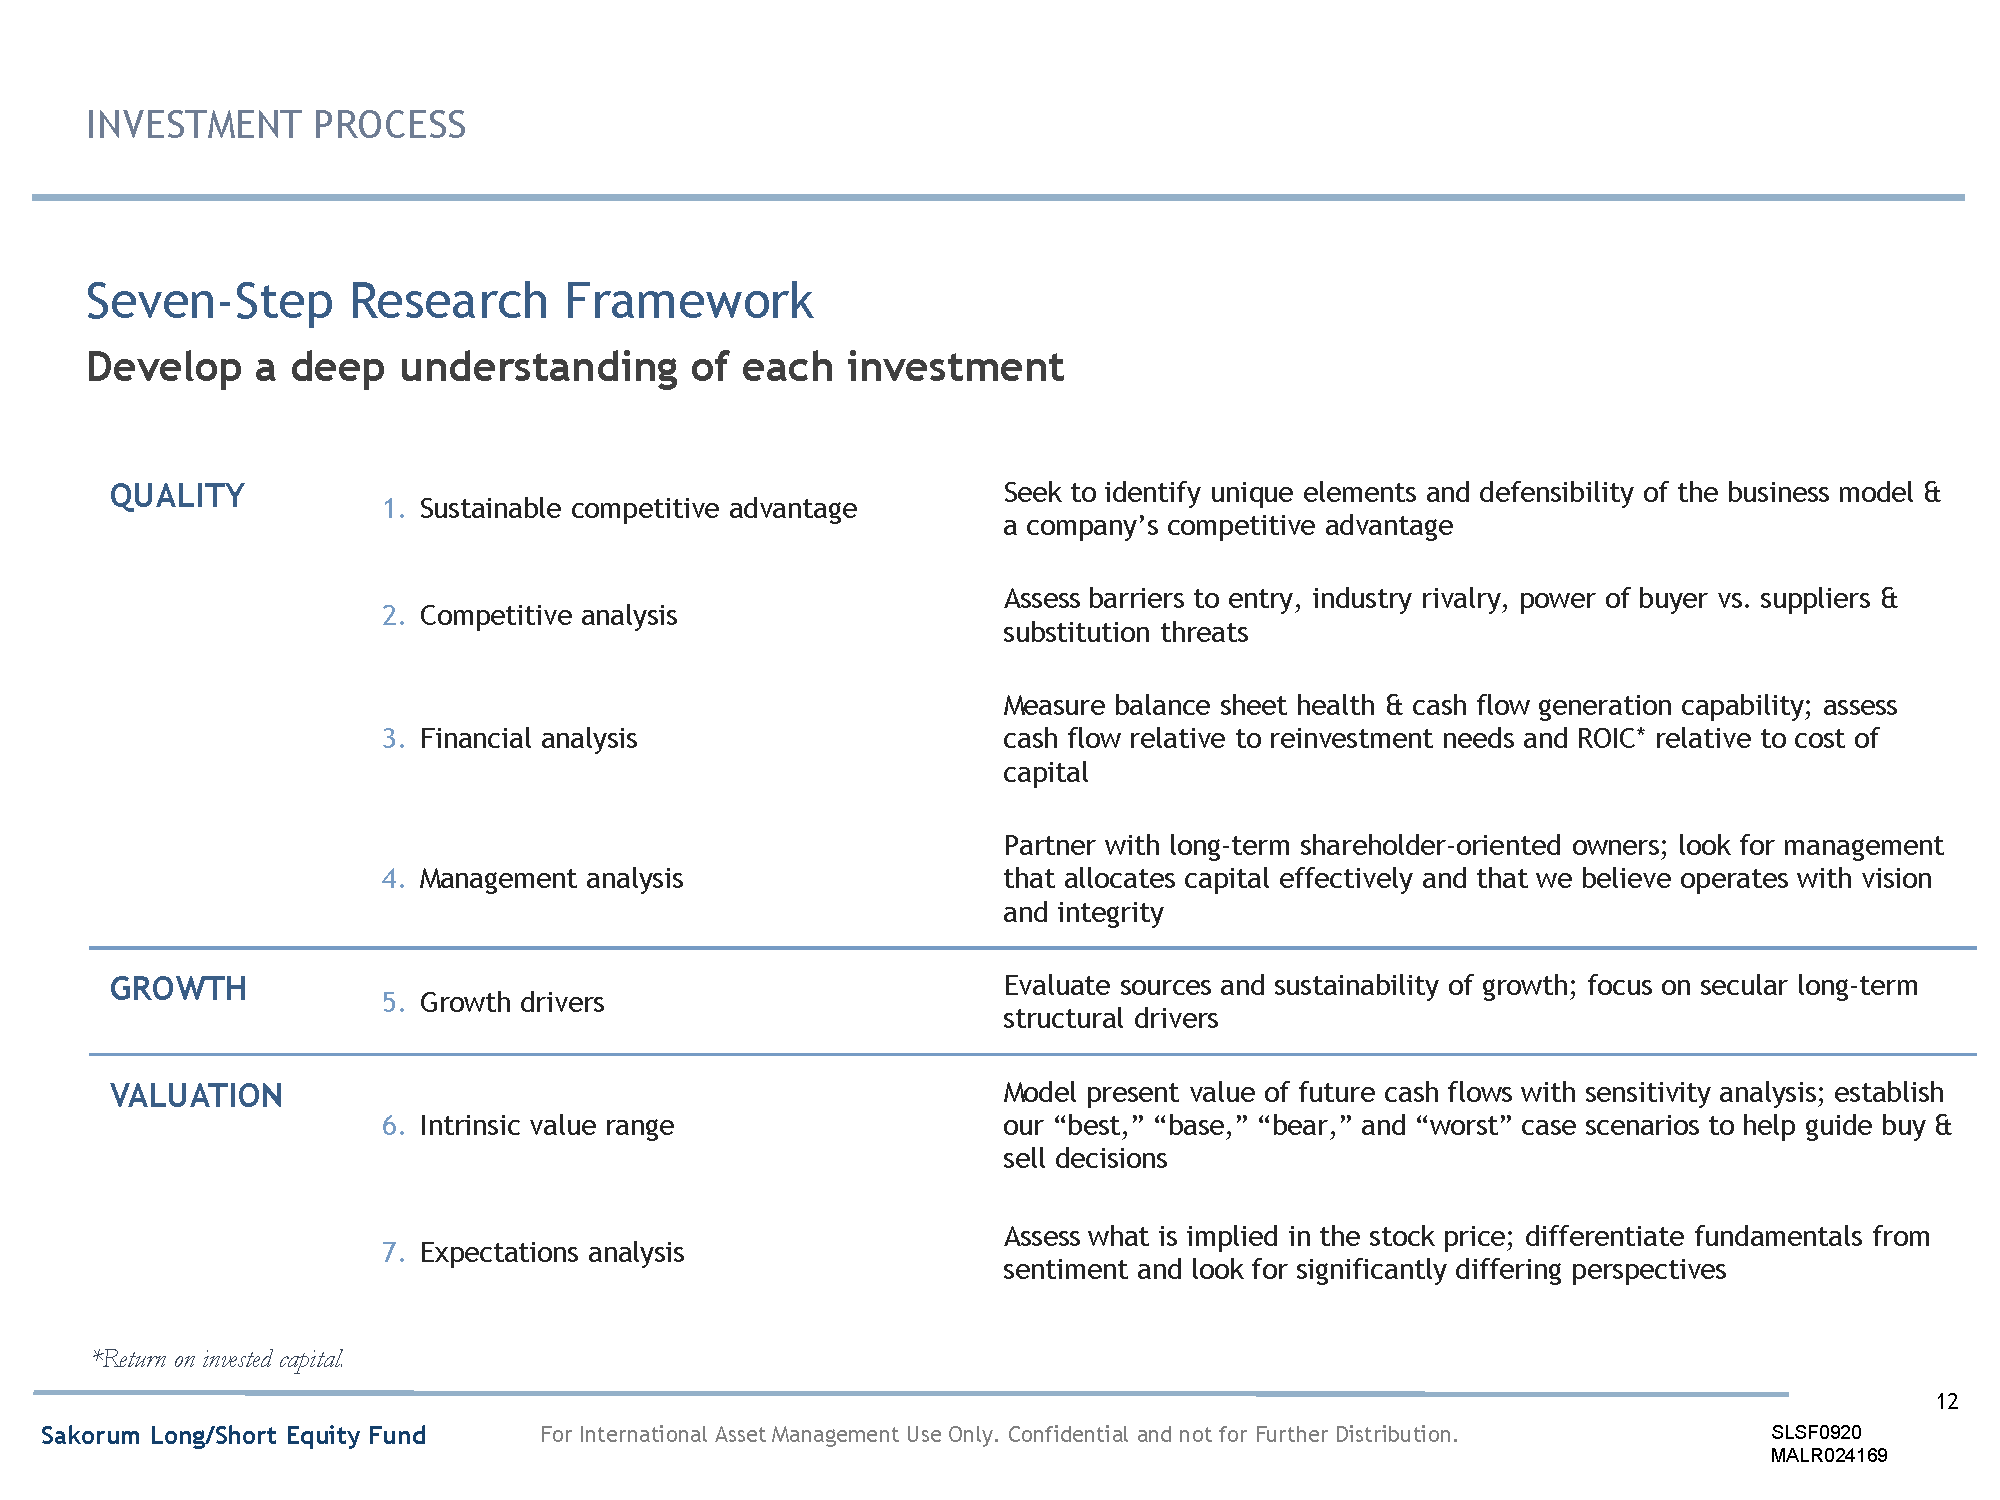 INVESTMENT PROCESS
Seven-Step Research Framework
Develop a deep understanding of each investment
QUALITY
1. Sustainable competitive advantage
Seek to identify unique elements and defensibility of the business model &
a company’s competitive advantage
2. Competitive analysis
Assess barriers to entry, industry rivalry, power of buyer vs. suppliers &
substitution threats
3. Financial analysis
Measure balance sheet health & cash flow generation capability; assess
cash flow relative to reinvestment needs and ROIC* relative to cost of
capital
4. Management analysis
Partner with long-term shareholder-oriented owners; look for management
that allocates capital effectively and that we believe operates with vision
and integrity
GROWTH
5. Growth drivers
Evaluate sources and sustainability of growth; focus on secular long-term
structural drivers
VALUATION
6. Intrinsic value range
Model present value of future cash flows with sensitivity analysis; establish
our “best,” “base,” “bear,” and “worst” case scenarios to help guide buy &
sell decisions
7. Expectations analysis
Assess what is implied in the stock price; differentiate fundamentals from
sentiment and look for significantly differing perspectives
*Return on invested capital.
12
Sakorum Long/Short Equity Fund
For International Asset Management Use Only. Confidential and not for Further Distribution.
SLSF0920
MALR024169